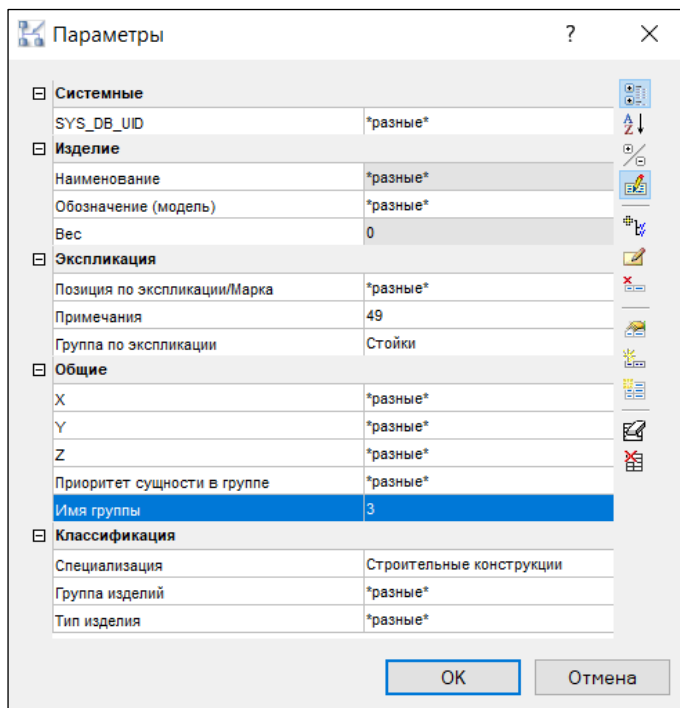 Параметры
Системные
SYS_DB_UID *разные*
Изделие
Наименование *разные*
Обозначение (модель) *разные*
Вес 0
Экспликация
Позиция по экспликации/Марка *разные*
Примечания 49
Группа по экспликации Стойки
Общие
X *разные*
Y *разные*
Z *разные*
Приоритет сущности в группе *разные*
Имя группы 3
Классификация
Специализация Строительные конструкции
Группа изделий *разные*
Тип изделия *разные*
OK Отмена